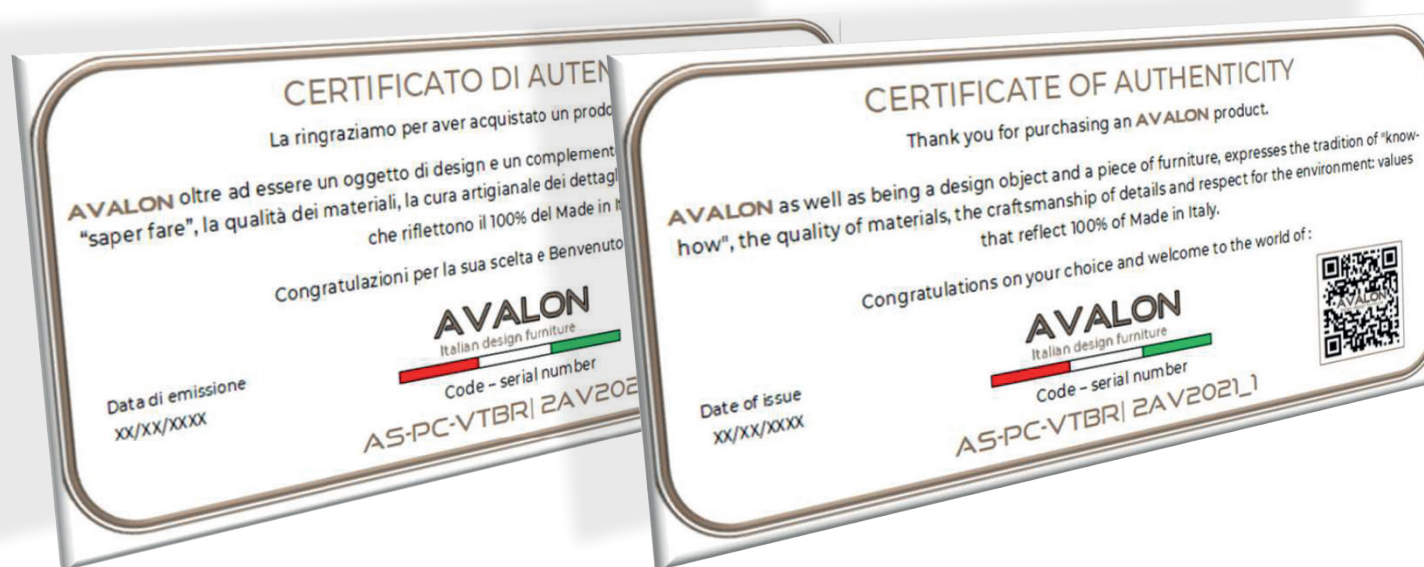 CERTIFICATO DI
La ringraziamo per aver acquistato un
AVALON oltre ad essere un oggetto di design e un
"saper fare", la qualità dei materiali, la cura artigianale dei
che riflettono il 100% del Made in
Congratulazioni per la sua scelta e Benvenuto
AVALON
Italian design furniture
Code – serial number
AS-PC-VTBR|
Data di emissione
XX/XX/XXXX
CERTIFICATE OF AUTHENTICITY
Thank you for purchasing an AVALON product.
AVALON as well as being a design object and a piece of furniture, expresses the tradition of "know-
how", the quality of materials, the craftsmanship of details and respect for the environment: values
that reflect 100% of Made in Italy.
Congratulations on your choice and welcome to the world of :
AVALON
AVALON
Italian design furniture
Code – serial number
AS-PC-VTBR| 2AV2021_1
Date of issue
XX/XX/XXXX